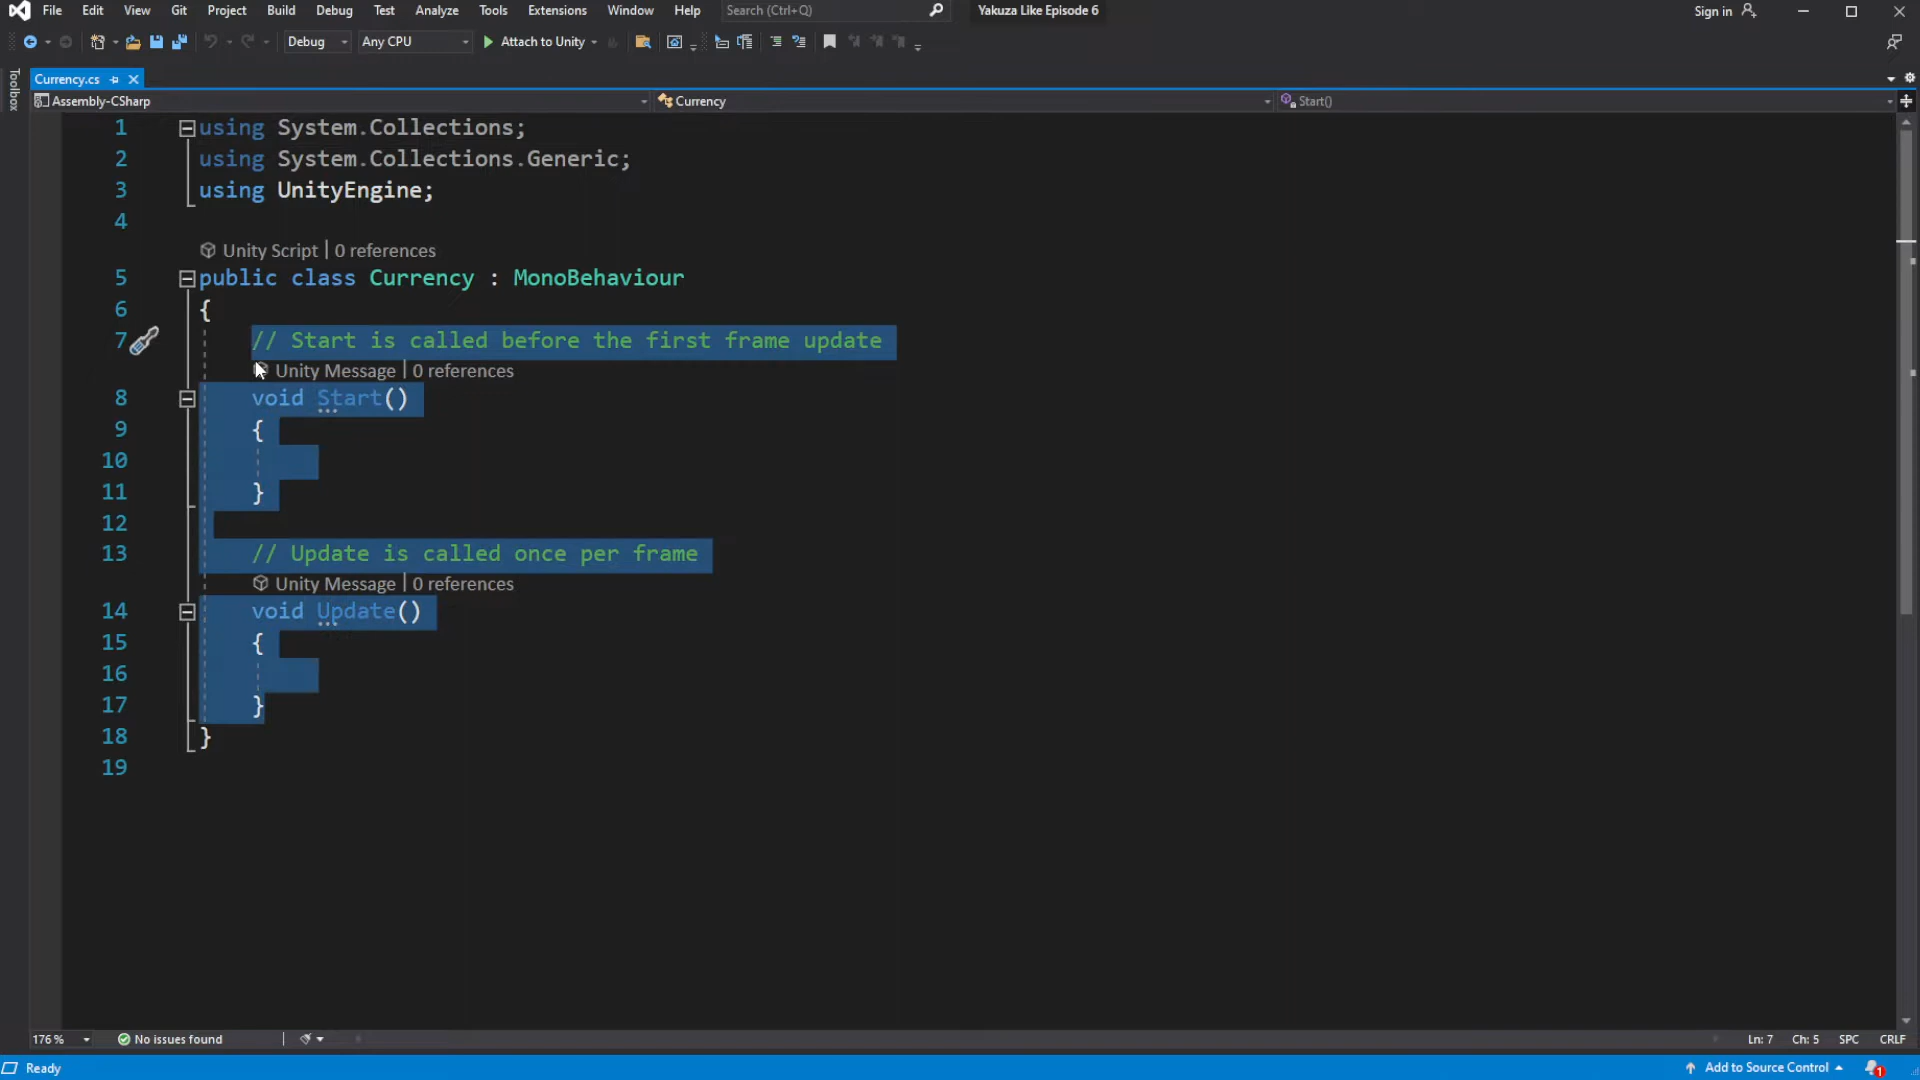 File Edit View Git Project Build Debug Test Analyze Tools Extensions Window Help Search (Ctrl+Q) Yakuza Like Episode 6 Sign in
Debug Any CPU Attach to Unity
Toolbox
Currency.cs
Assembly-CSharp Currency Start()
1 using System.Collections;
2 using System.Collections.Generic;
3 using UnityEngine;
4
Unity Script | 0 references
5 public class Currency : MonoBehaviour
6 {
7 // Start is called before the first frame update
Unity Message | 0 references
8 void Start()
9 {
10
11 }
12
13 // Update is called once per frame
Unity Message | 0 references
14 void Update()
15 {
16
17 }
18 }
19
176 % No issues found Ln: 7 Ch: 5 SPC CRLF
Ready Add to Source Control 1